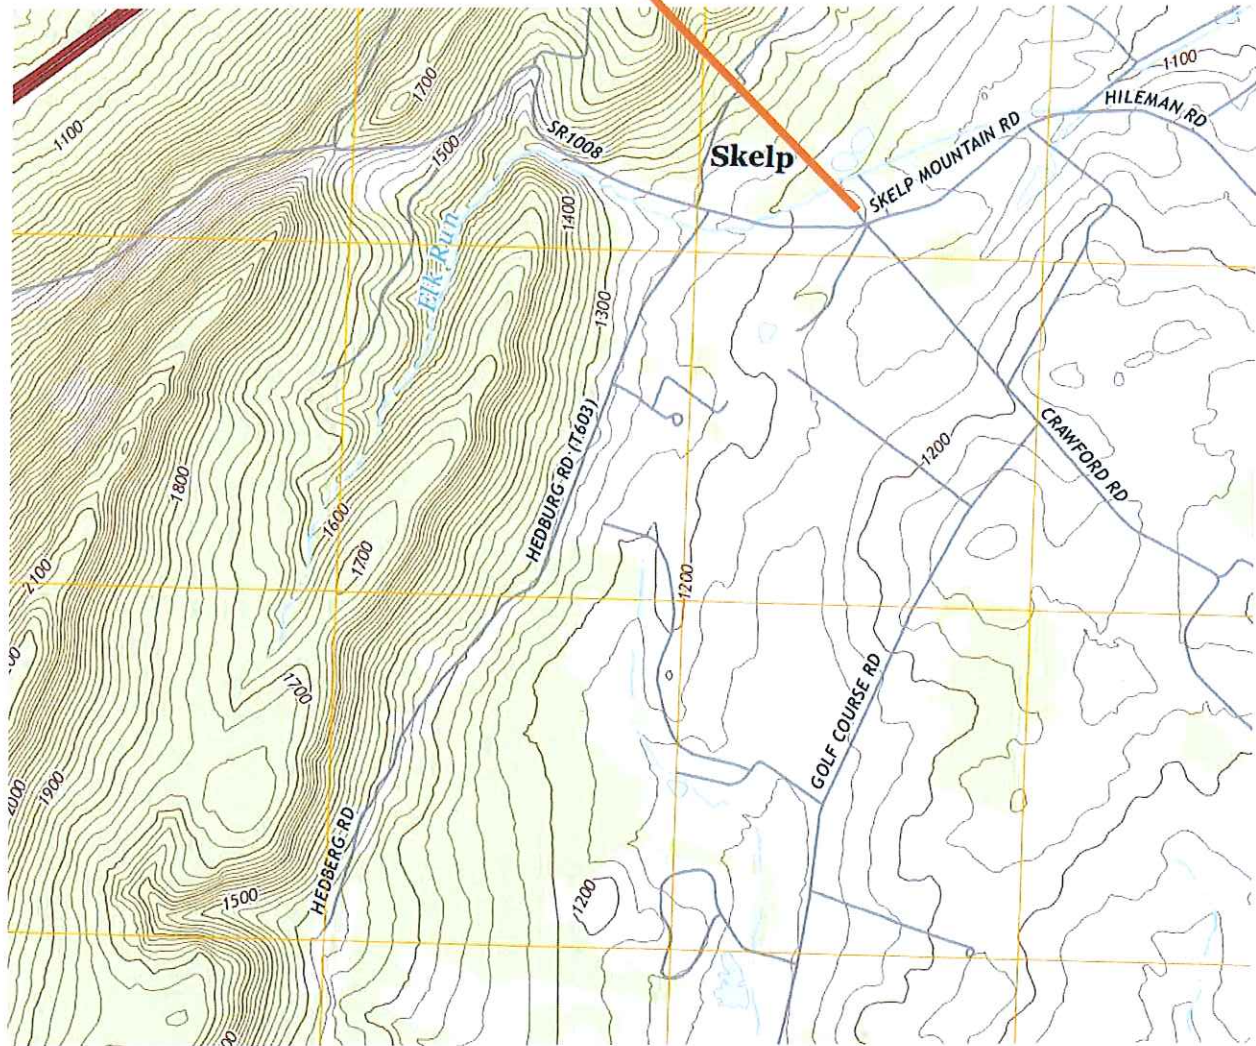 1700
1100
HILEMAN RD
1100
1500
SR1008
Skelp
SKELP MOUNTAIN RD
1400
Elk Run
1300
HEDBURG RD (T603)
CRAWFORD RD
1200
1800
1600
1700
2100
1200
1700
GOLF COURSE RD
2000
1900
HEDBERG RD
1500
1200